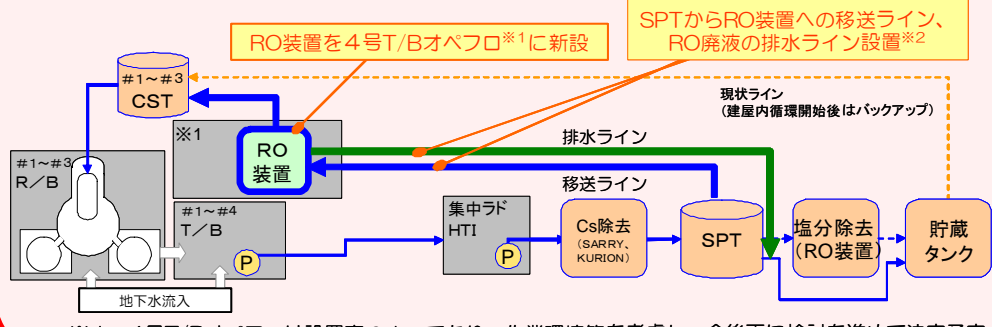 RO装置を４号T/Bオペフロ※1に新設
SPTからRO装置への移送ライン、
RO廃液の排水ライン設置※2
#1～#3
CST
現状ライン
（建屋内循環開始後はバックアップ）
※1
RO
装置
排水ライン
移送ライン
#1～#3
R／B
#1～#4
T／B
P
集中ラド
HTI
P
Cs除去
(SARRY、
KURION)
SPT
塩分除去
(RO装置)
貯蔵
タンク
地下水流入